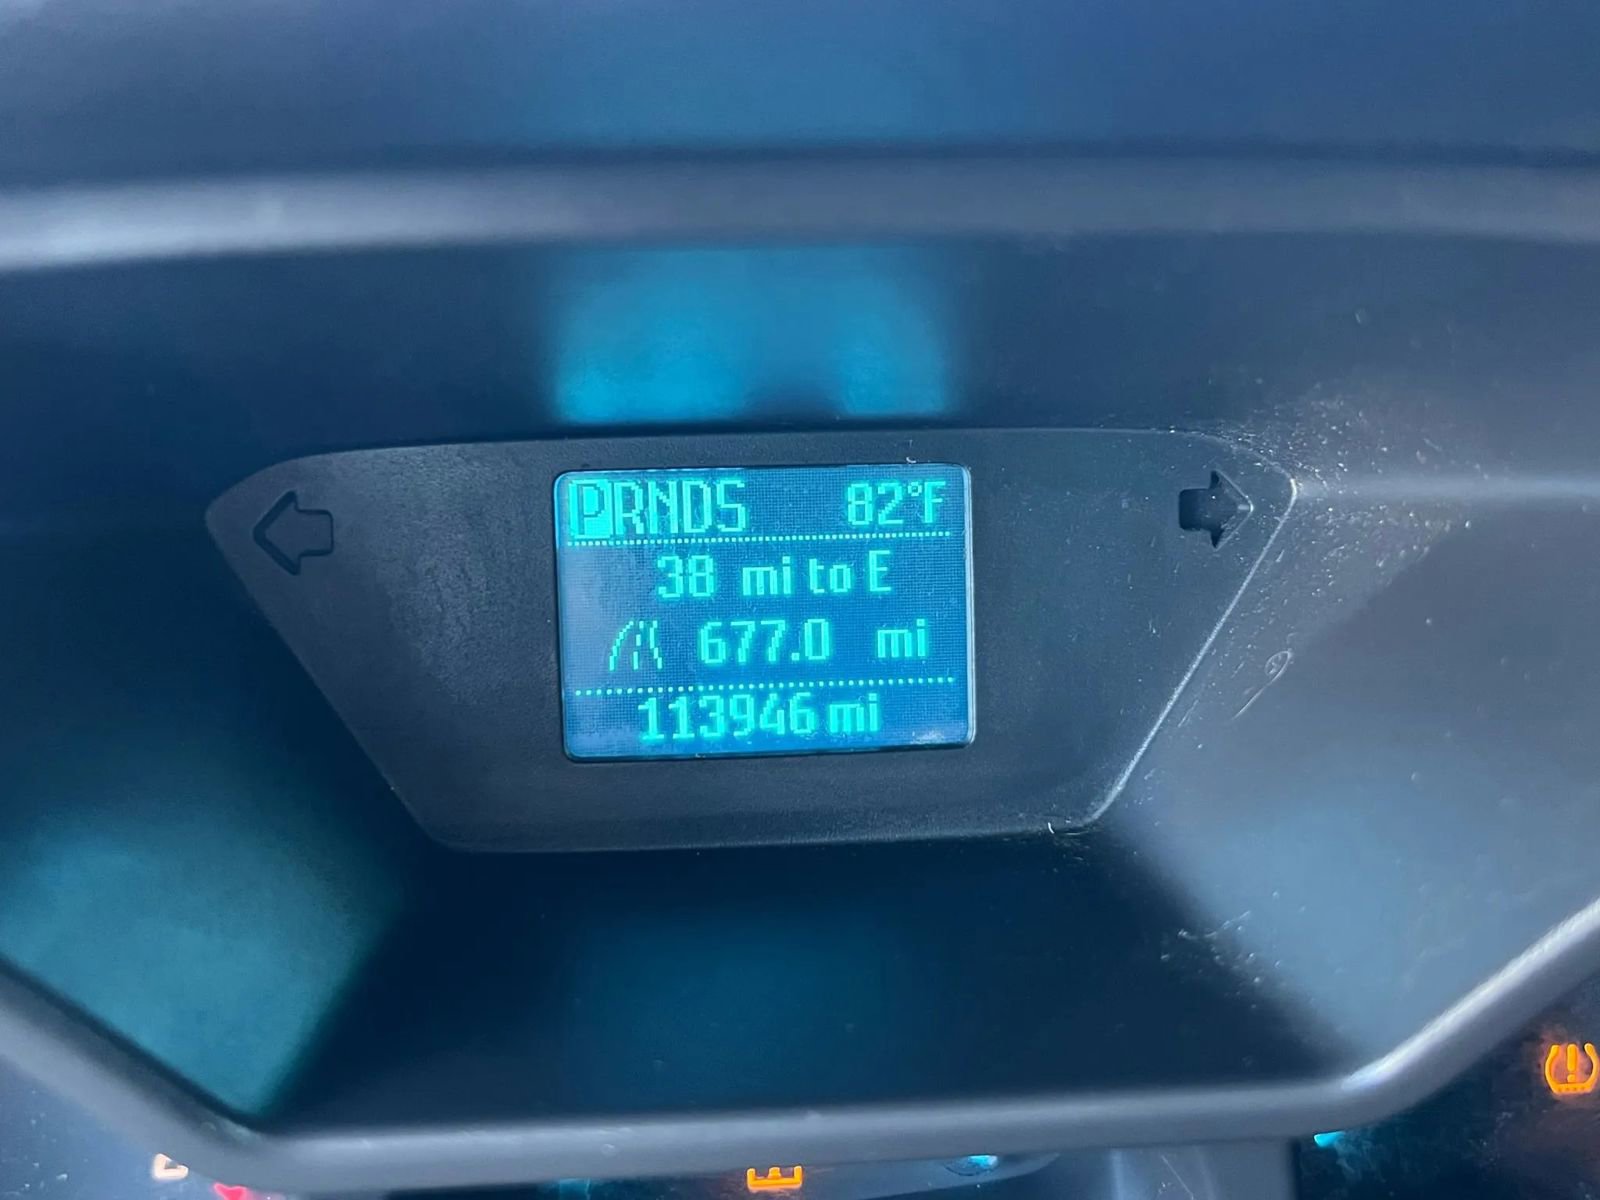 PRNDS 82°F
38 mi to E
677.0 mi
113946 mi